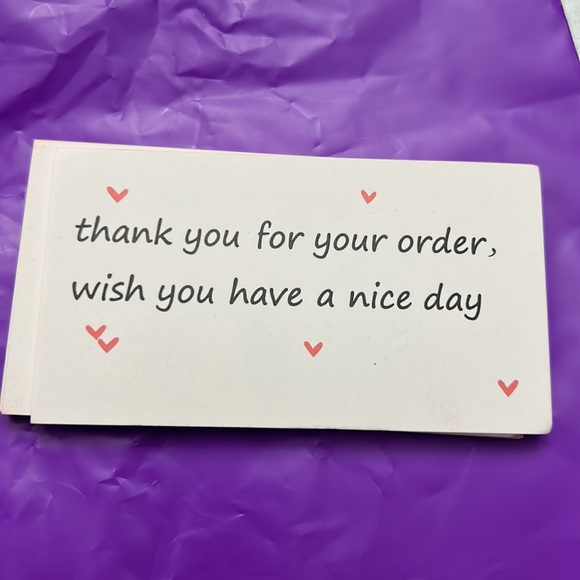 thank you for your order,
wish you have a nice day